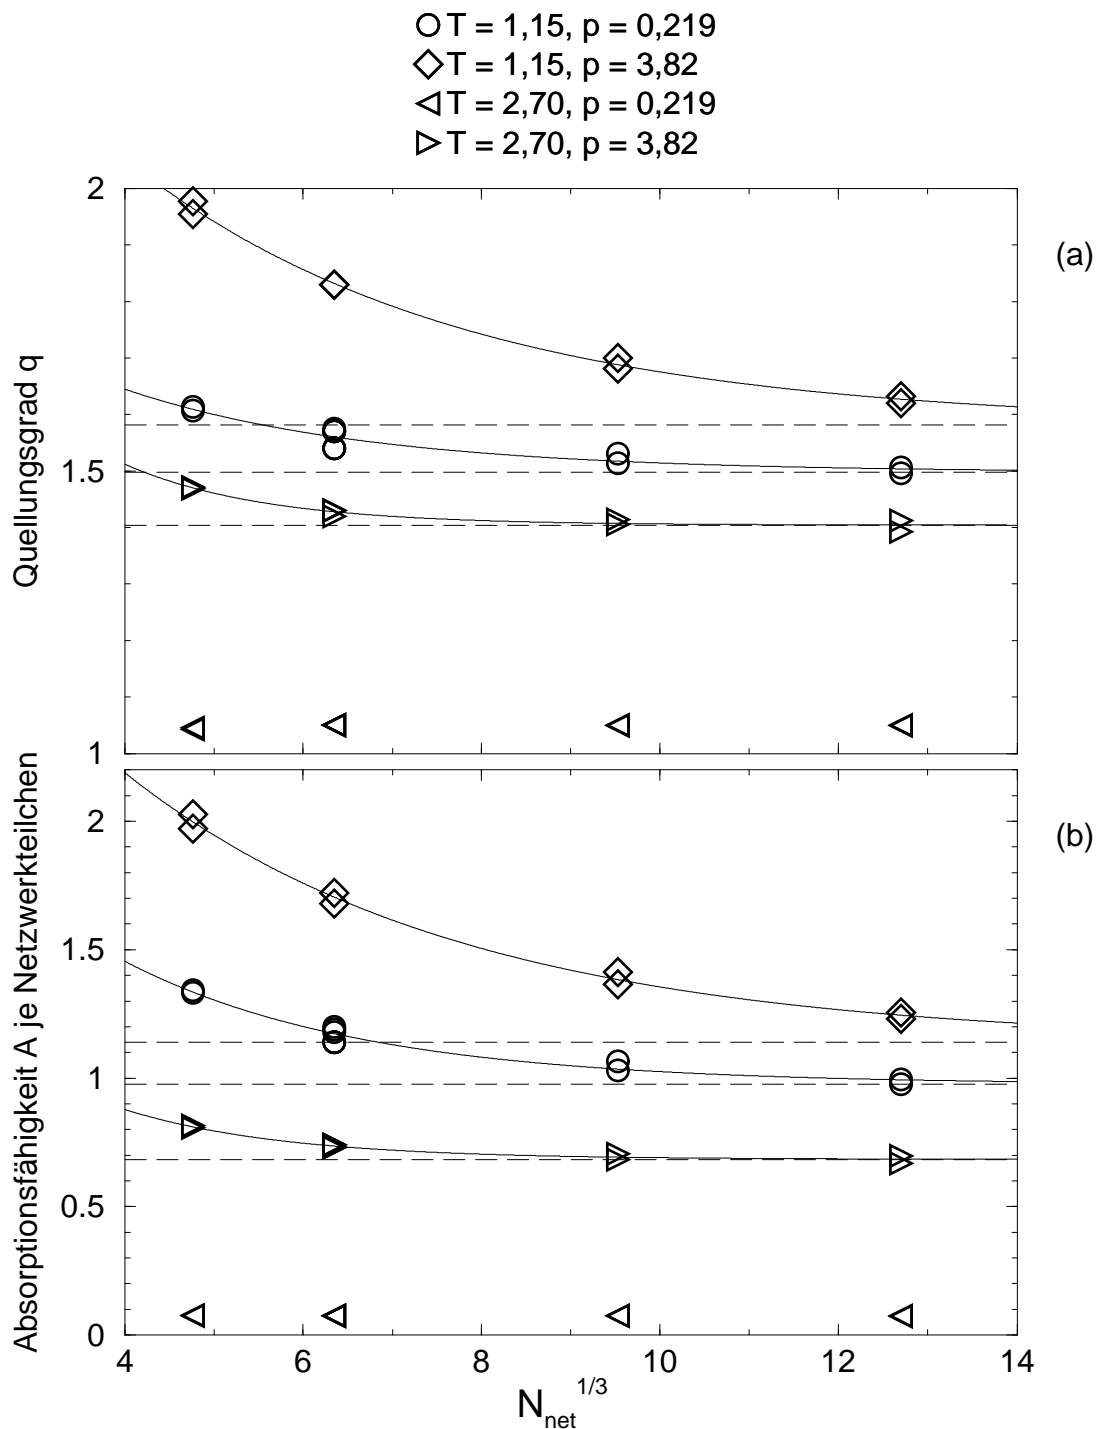 T = 1,15, p = 0,219
T = 1,15, p = 3,82
T = 2,70, p = 0,219
T = 2,70, p = 3,82
2
(a)
Quellungsgrad q
1.5
1
2
(b)
Absorptionsfähigkeit A je Netzwerkteilchen
1.5
1
0.5
0
4 6 8 10 12 14
N_net^1/3